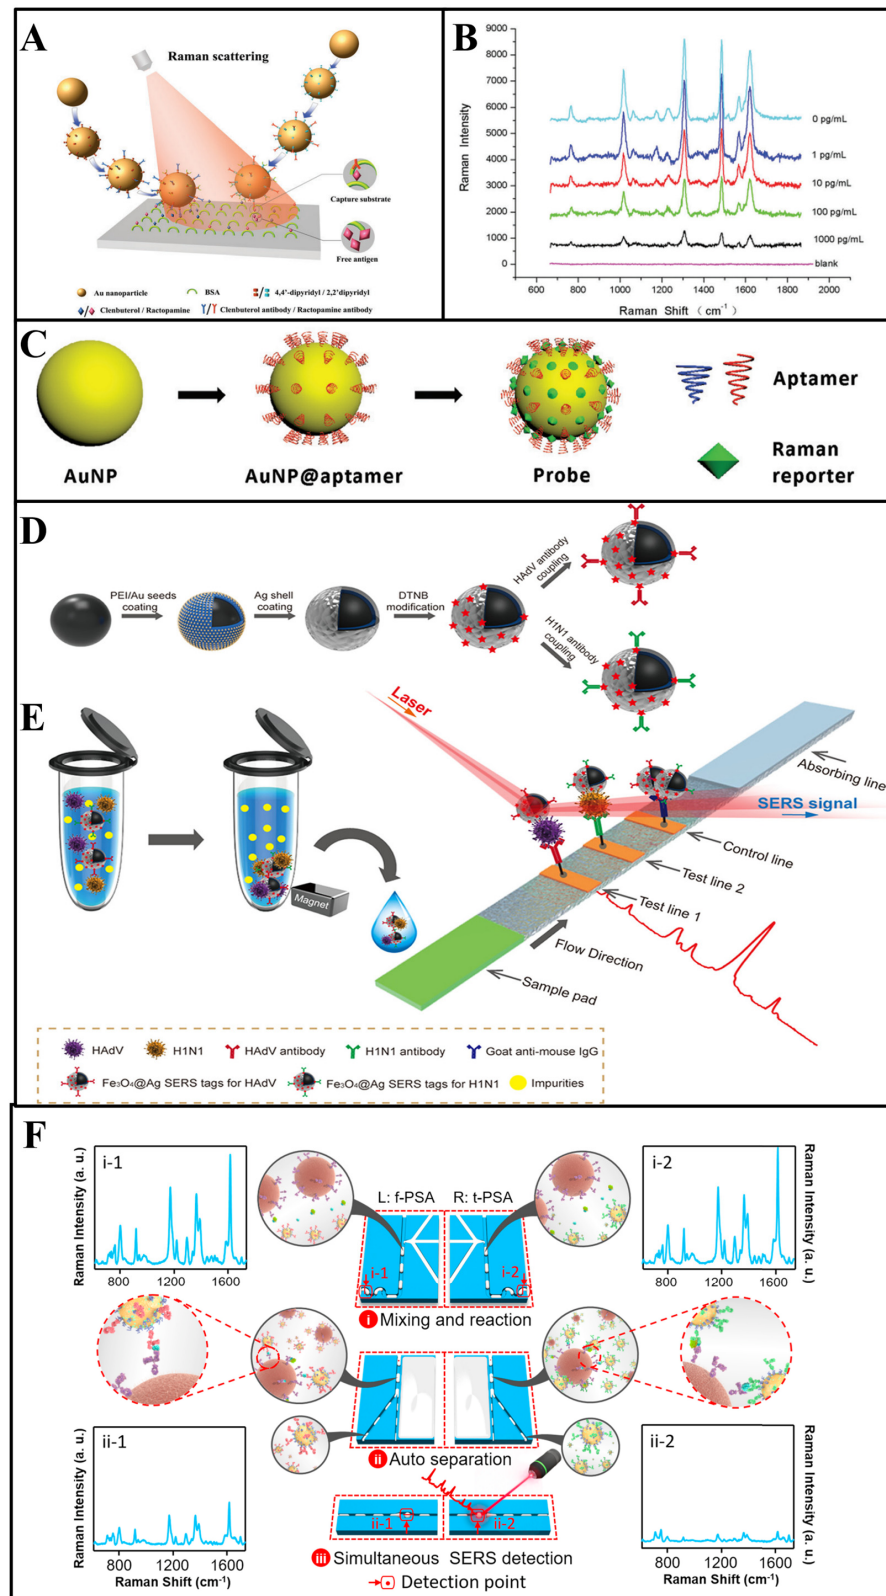 A
Raman scattering
Capture substrate
Free antigen
Au nanoparticle
BSA
4,4'-dipyridyl / 2,2'dipyridyl
Clenbuterol / Ractopamine
Clenbuterol antibody / Ractopamine antibody
B
Raman Intensity
9000
8000
7000
6000
5000
4000
3000
2000
1000
0
0 pg/mL
1 pg/mL
10 pg/mL
100 pg/mL
1000 pg/mL
blank
600 800 1000 1200 1400 1600 1800 2000
Raman Shift (cm-1)
C
AuNP
AuNP@aptamer
Probe
Aptamer
Raman
reporter
D
PEI/Au seeds
coating
Ag shell
coating
DTNB
modification
HAdV antibody
coupling
H1N1 antibody
coupling
E
Magnet
Laser
SERS signal
Absorbing line
Control line
Test line 2
Test line 1
Flow Direction
Sample pad
HAdV
H1N1
HAdV antibody
H1N1 antibody
Goat anti-mouse IgG
Fe3O4@Ag SERS tags for HAdV
Fe3O4@Ag SERS tags for H1N1
Impurities
F
i-1
Raman Intensity (a. u.)
800 1200 1600
L: f-PSA
R: t-PSA
i-1
i-2
i Mixing and reaction
i-2
Raman Intensity (a. u.)
800 1200 1600
ii Auto separation
ii-1
Raman Intensity (a. u.)
800 1200 1600
Raman Shift (cm-1)
ii-1
ii-2
iii Simultaneous SERS detection
Detection point
ii-2
Raman Intensity (a. u.)
800 1200 1600
Raman Shift (cm-1)